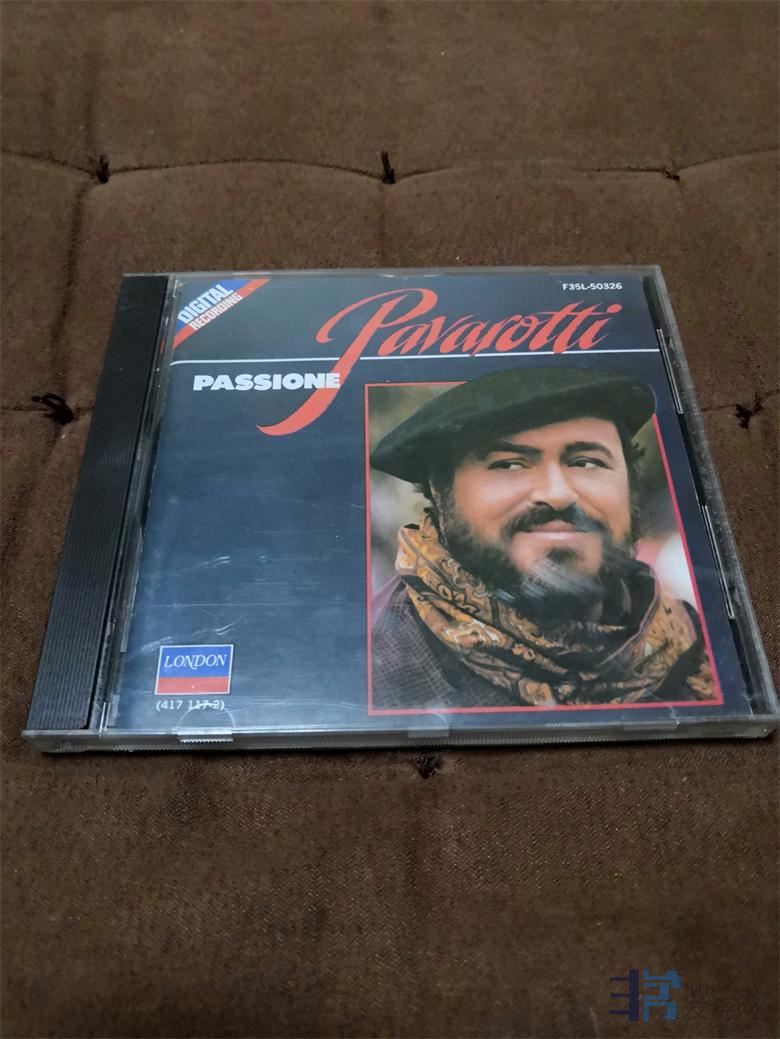 DIGITAL
RECORDING
F35L-50326
Pavarotti
PASSIONE
LONDON
(417 117-2)